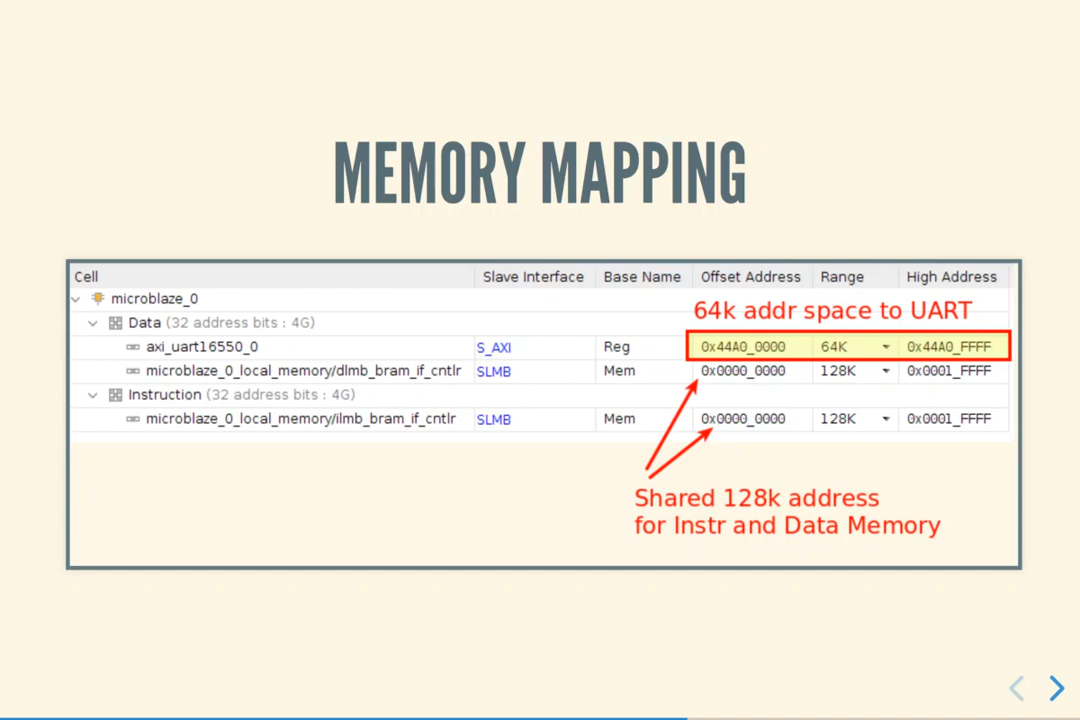 MEMORY MAPPING
Cell Slave Interface Base Name Offset Address Range High Address
microblaze_0
64k addr space to UART
Data (32 address bits : 4G)
axi_uart16550_0 S_AXI Reg 0x44A0_0000 64K 0x44A0_FFFF
microblaze_0_local_memory/dlmb_bram_if_cntlr SLMB Mem 0x0000_0000 128K 0x0001_FFFF
Instruction (32 address bits : 4G)
microblaze_0_local_memory/ilmb_bram_if_cntlr SLMB Mem 0x0000_0000 128K 0x0001_FFFF
Shared 128k address
for Instr and Data Memory